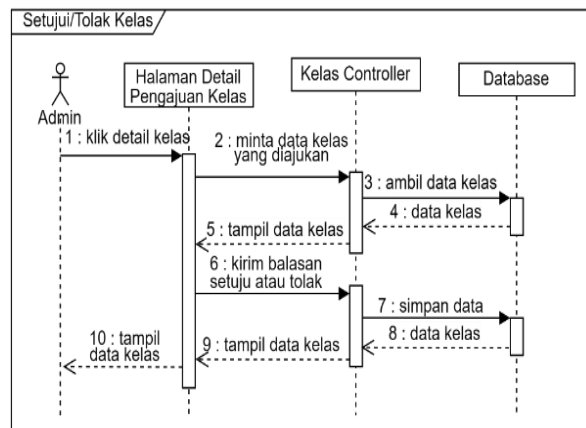 Setujui/Tolak Kelas
Halaman Detail
Pengajuan Kelas
Kelas Controller
Database
Admin
1 : klik detail kelas
2 : minta data kelas
yang diajukan
3 : ambil data kelas
4 : data kelas
5 : tampil data kelas
6 : kirim balasan
setuju atau tolak
7 : simpan data
8 : data kelas
9 : tampil data kelas
10 : tampil
data kelas